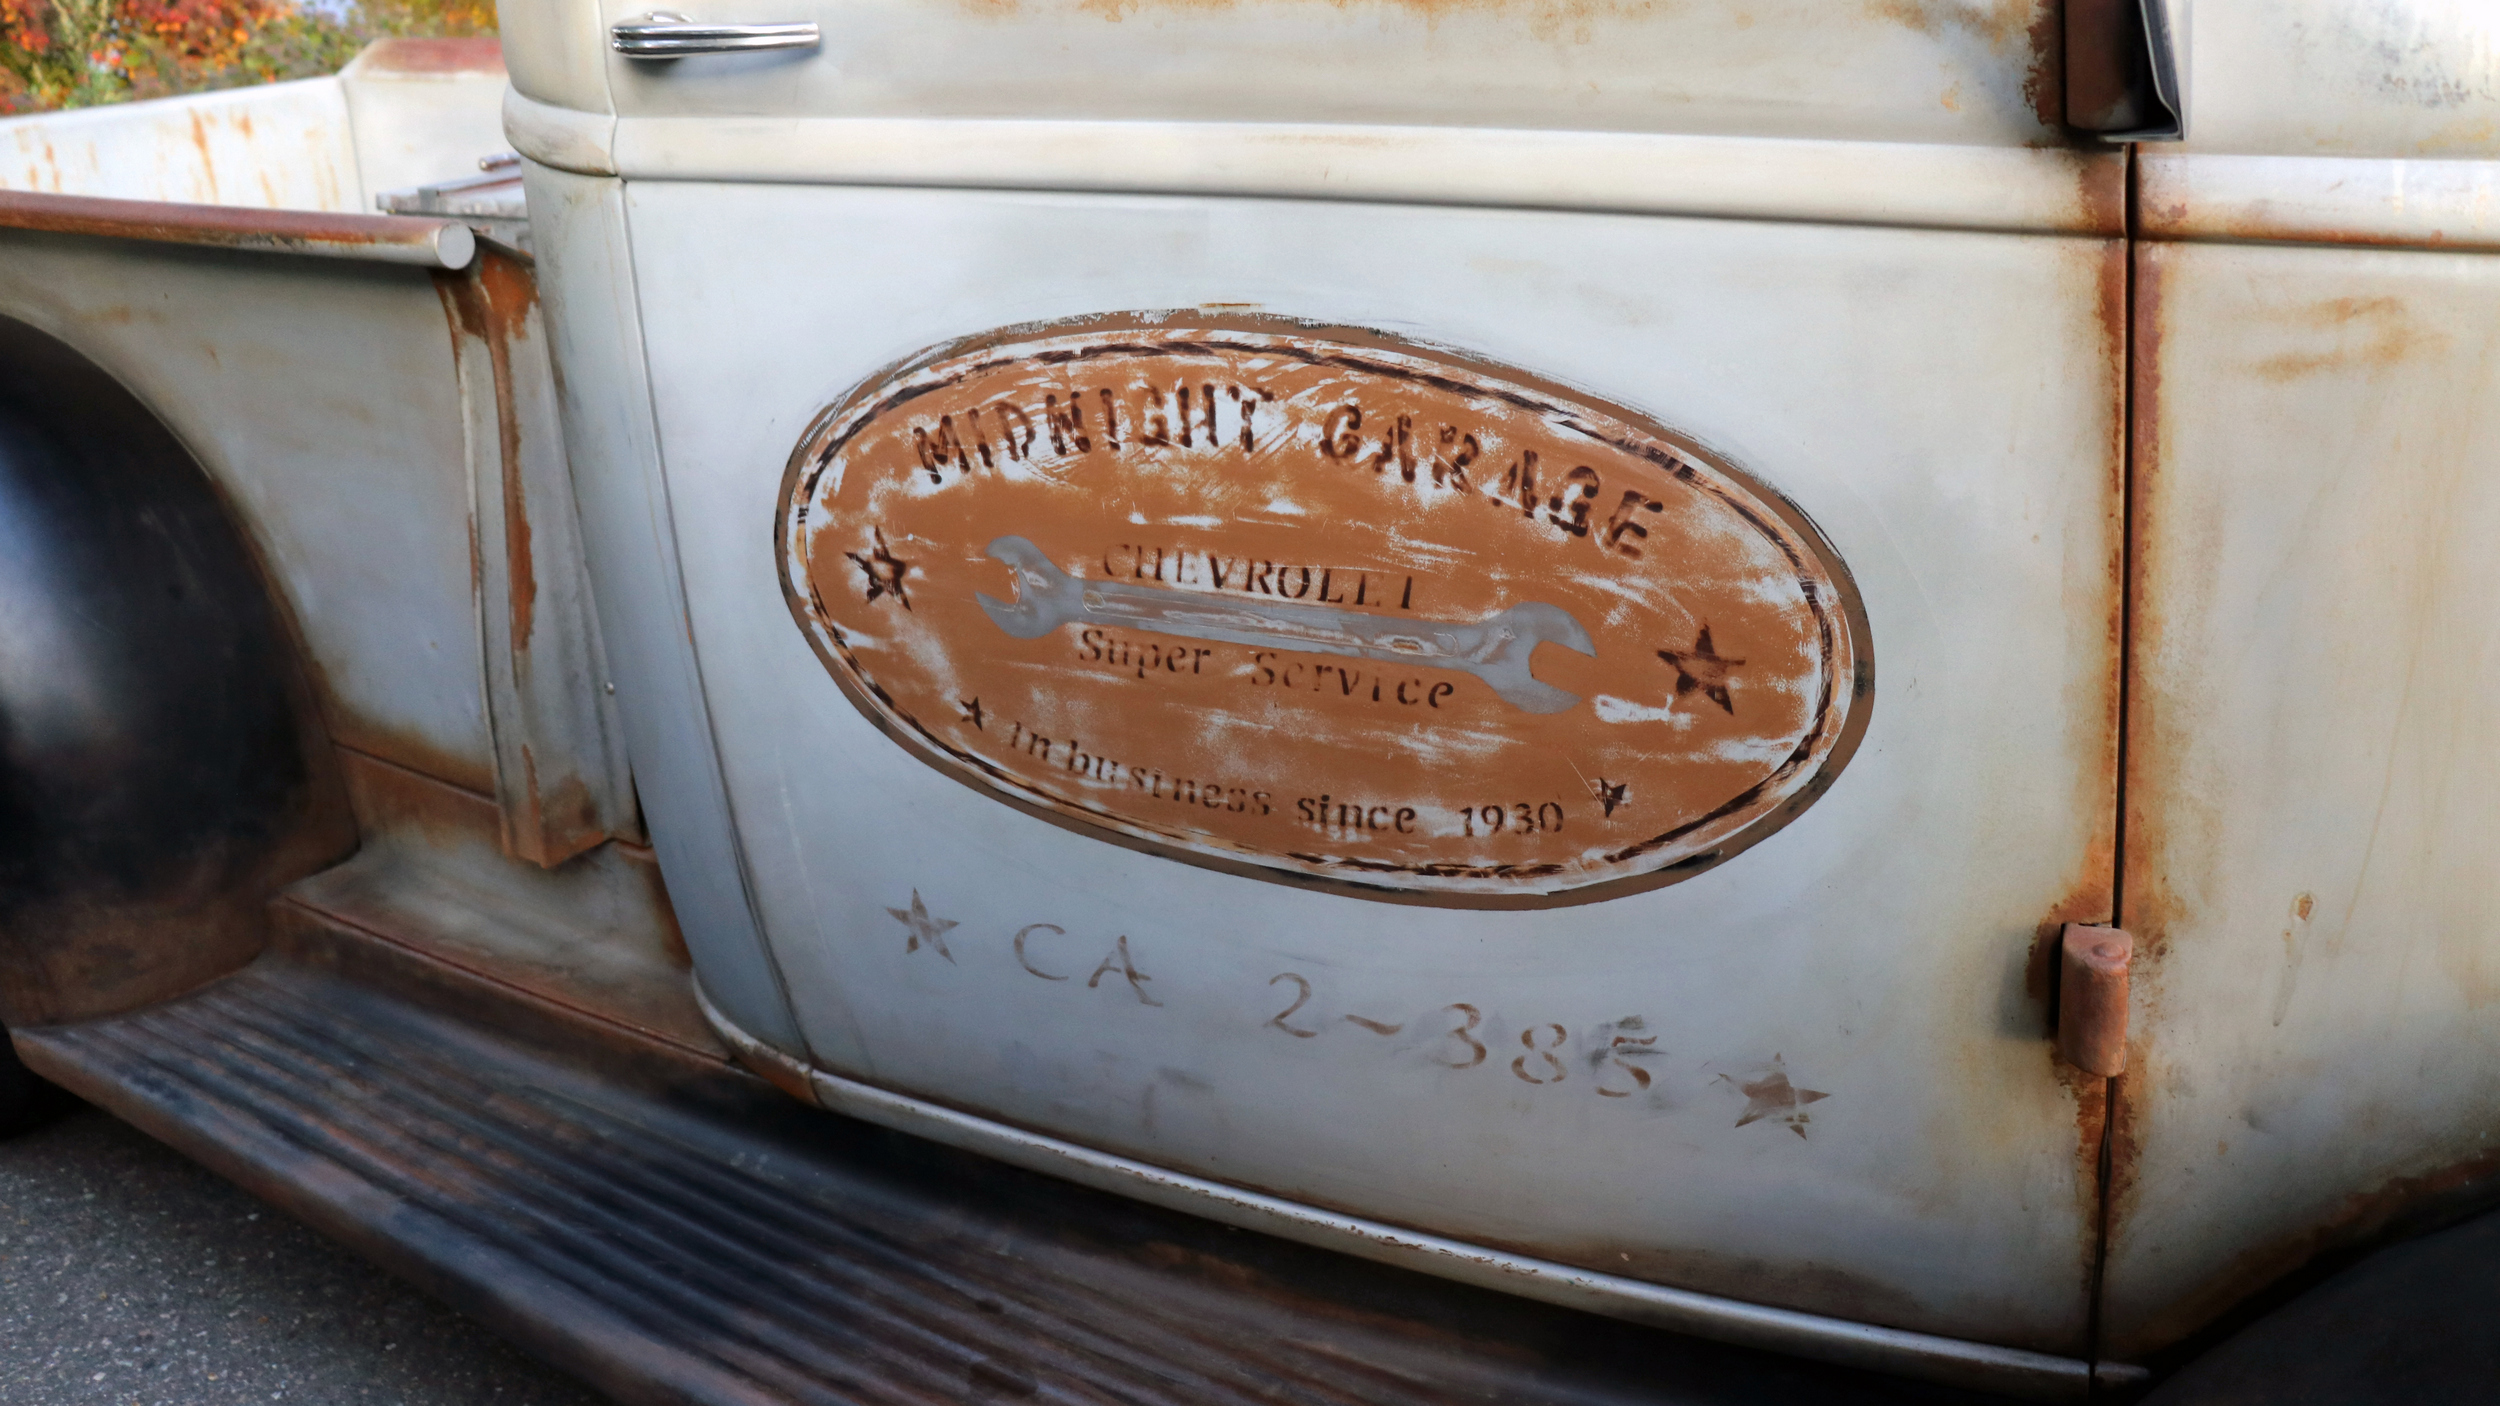 MIDNIGHT GARAGE
CHEVROLET
Super Service
in business since 1930
CA 2~385